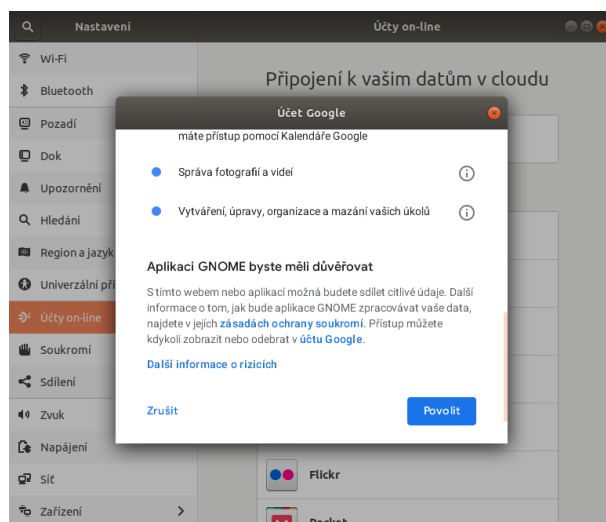 Nastavení
Účty on-line
Wi-Fi
Bluetooth
Pozadí
Dok
Upozornění
Hledání
Region a jazyk
Univerzální pří
Účty on-line
Soukromí
Sdílení
Zvuk
Napájení
Síť
Zařízení
Připojení k vašim datům v cloudu
Účet Google
máte přístup pomocí Kalendáře Google
Správa fotografií a videí
Vytváření, úpravy, organizace a mazání vašich úkolů
Aplikaci GNOME byste měli důvěřovat
S tímto webem nebo aplikací možná budete sdílet citlivé údaje. Další
informace o tom, jak bude aplikace GNOME zpracovávat vaše data,
najdete v jejích zásadách ochrany soukromí. Přístup můžete
kdykoli zobrazit nebo odebrat v účtu Google.
Další informace o rizicích
Zrušit
Povolit
Flickr